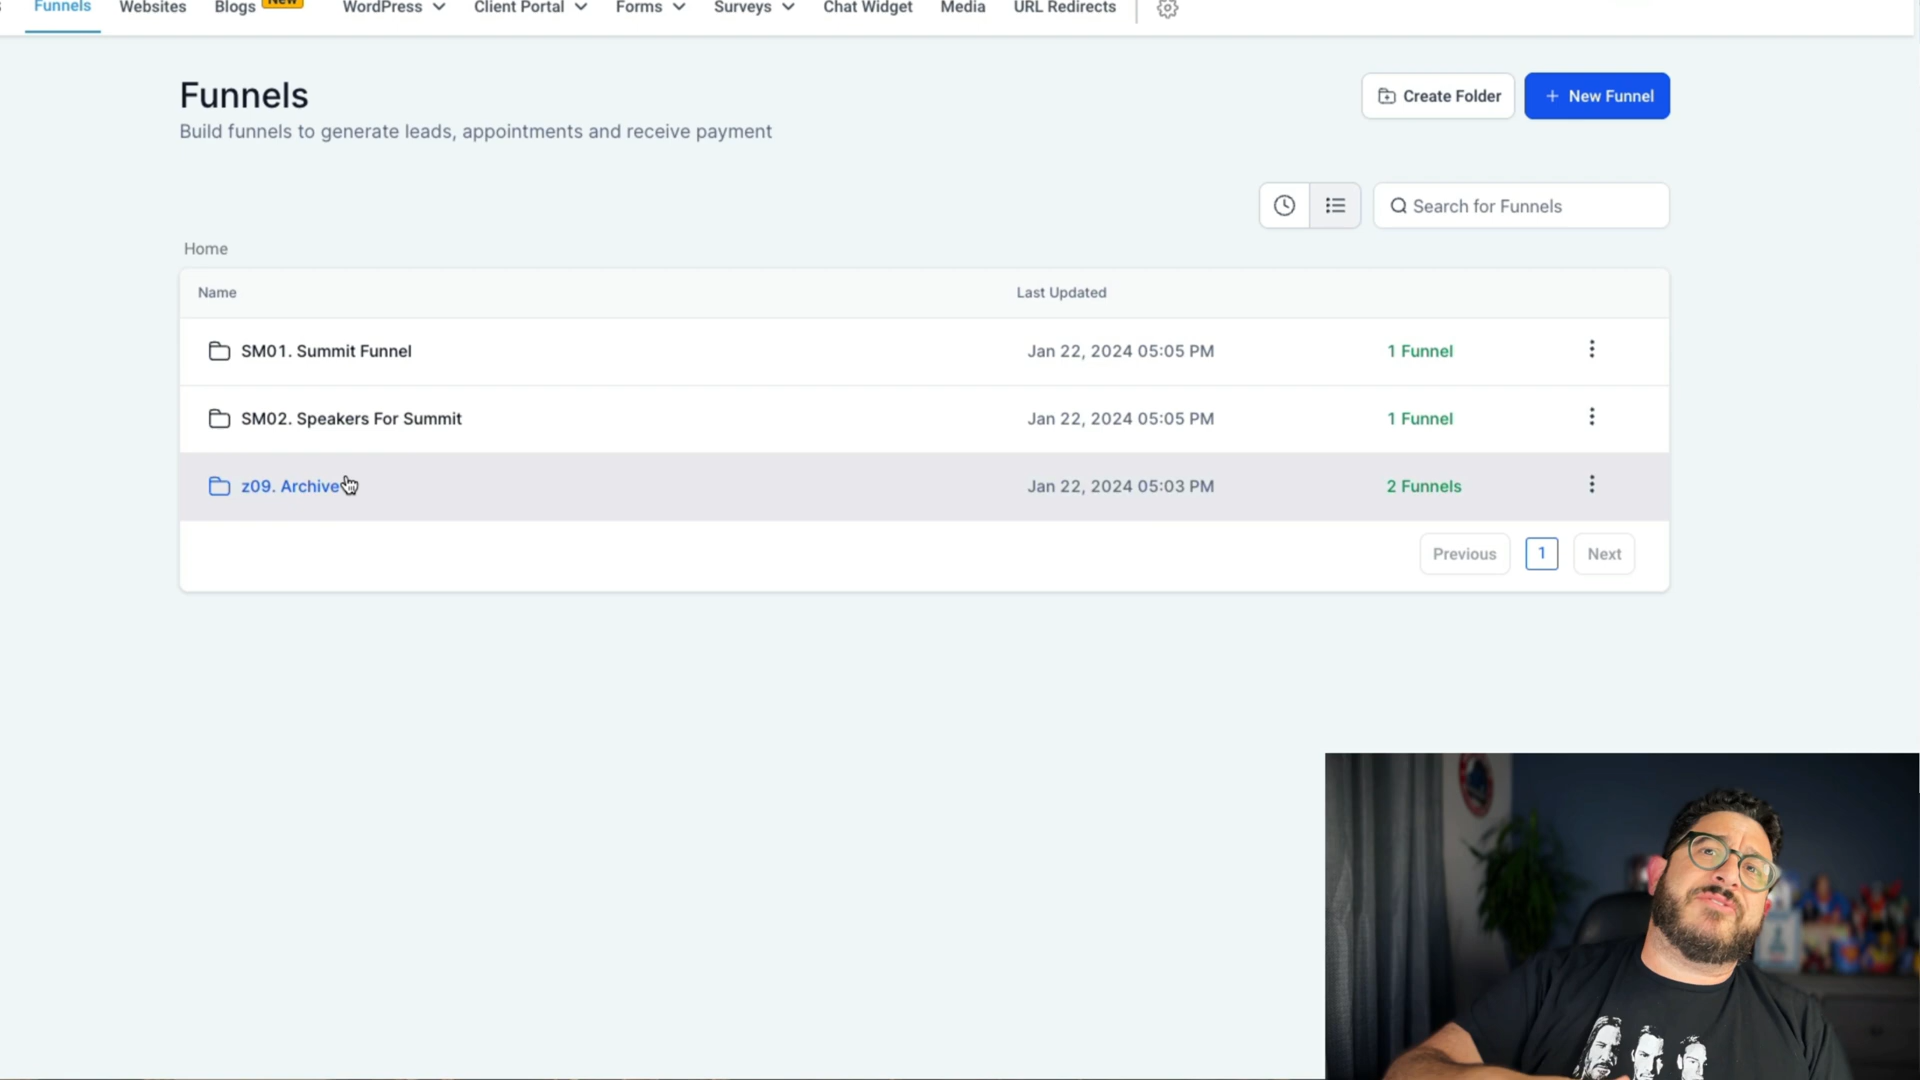 Funnels Websites Blogs New WordPress Client Portal Forms Surveys Chat Widget Media URL Redirects
Funnels
Build funnels to generate leads, appointments and receive payment
Create Folder
+ New Funnel
Search for Funnels
Home
Name Last Updated
SM01. Summit Funnel Jan 22, 2024 05:05 PM 1 Funnel
SM02. Speakers For Summit Jan 22, 2024 05:05 PM 1 Funnel
z09. Archive Jan 22, 2024 05:03 PM 2 Funnels
Previous 1 Next